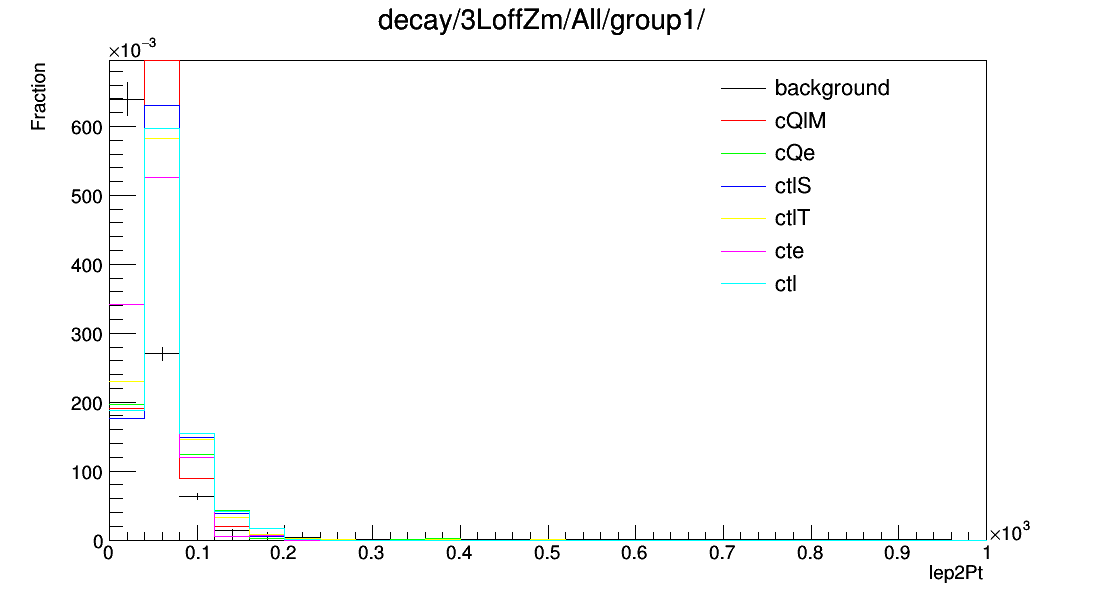 decay/3LoffZm/All/group1/
×10⁻³
Fraction
background
cQlM
cQe
ctlS
ctlT
cte
ctl
600
500
400
300
200
100
0
0 0.1 0.2 0.3 0.4 0.5 0.6 0.7 0.8 0.9 1
×10³
lep2Pt